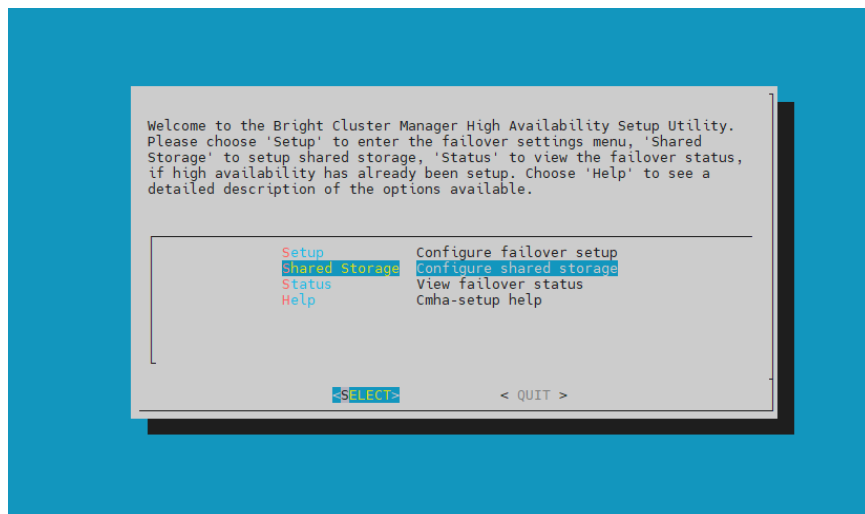 Welcome to the Bright Cluster Manager High Availability Setup Utility.
Please choose 'Setup' to enter the failover settings menu, 'Shared
Storage' to setup shared storage, 'Status' to view the failover status,
if high availability has already been setup. Choose 'Help' to see a
detailed description of the options available.
Setup Configure failover setup
Shared Storage Configure shared storage
Status View failover status
Help Cmha-setup help
<SELECT> < QUIT >